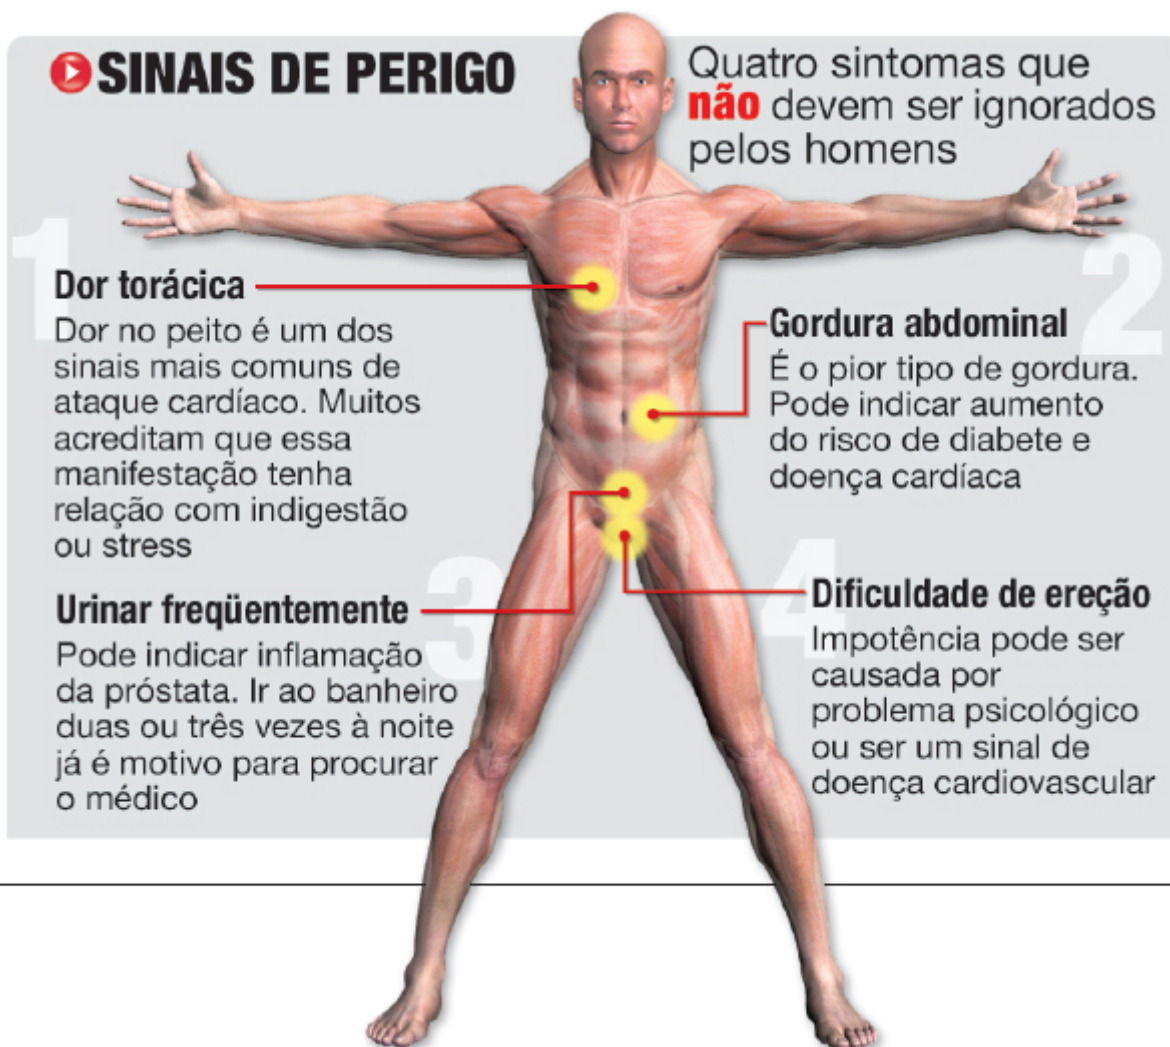 SINAIS DE PERIGO
Quatro sintomas que
não devem ser ignorados
pelos homens
1
Dor torácica
Dor no peito é um dos
sinais mais comuns de
ataque cardíaco. Muitos
acreditam que essa
manifestação tenha
relação com indigestão
ou stress
2
Gordura abdominal
É o pior tipo de gordura.
Pode indicar aumento
do risco de diabete e
doença cardíaca
3
Urinar freqüentemente
Pode indicar inflamação
da próstata. Ir ao banheiro
duas ou três vezes à noite
já é motivo para procurar
o médico
4
Dificuldade de ereção
Impotência pode ser
causada por
problema psicológico
ou ser um sinal de
doença cardiovascular